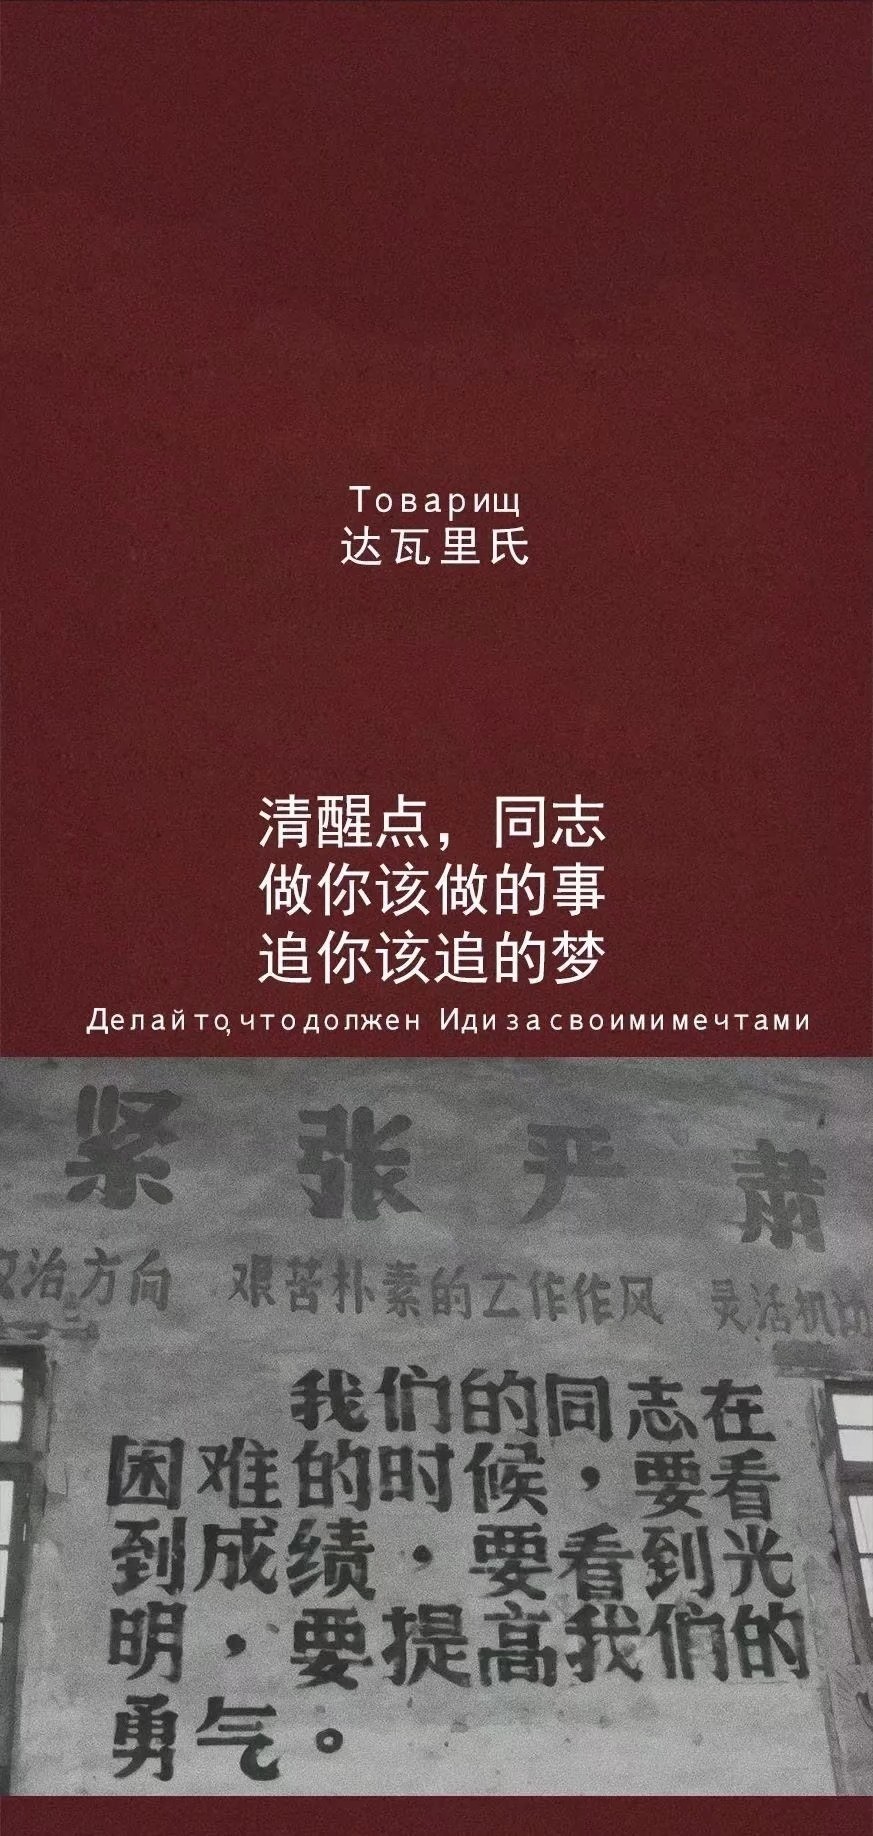 Товарищ
达瓦里氏
清醒点，同志
做你该做的事
追你该追的梦
Делай то, что должен Иди за своими мечтами
紧张严肃
政治方向 艰苦朴素的工作作风 灵活机动
我们的同志在
困难的时候，要看
到成绩，要看到光
明，要提高我们的
勇气。